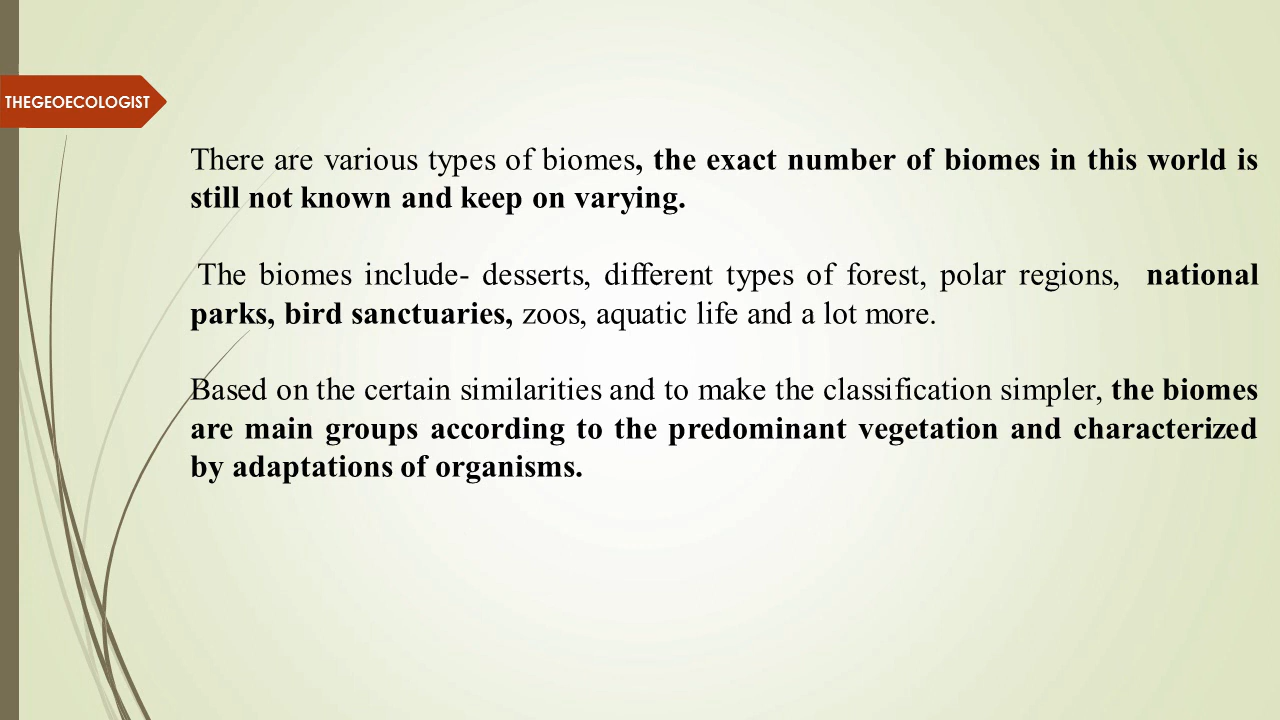 THEGEOECOLOGIST
There are various types of biomes, the exact number of biomes in this world is
still not known and keep on varying.
The biomes include- desserts, different types of forest, polar regions, national
parks, bird sanctuaries, zoos, aquatic life and a lot more.
Based on the certain similarities and to make the classification simpler, the biomes
are main groups according to the predominant vegetation and characterized
by adaptations of organisms.